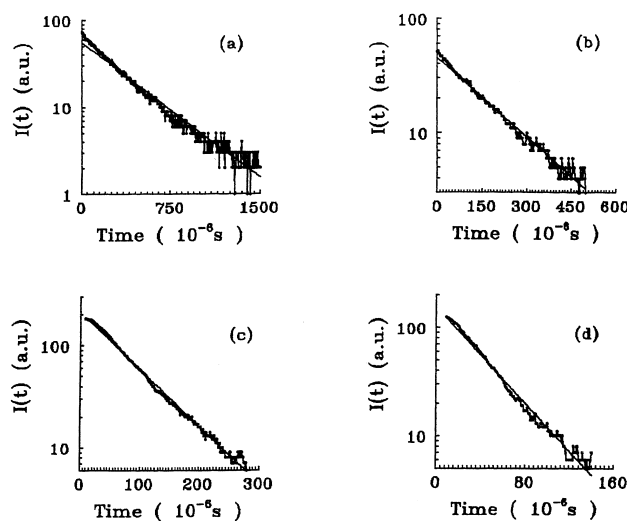 (a)
I(t) (a.u.)
100
10
1
0 750 1500
Time ( 10⁻⁶s )
(b)
I(t) (a.u.)
100
10
0 150 300 450 600
Time ( 10⁻⁶s )
(c)
I(t) (a.u.)
100
10
0 100 200 300
Time ( 10⁻⁶s )
(d)
I(t) (a.u.)
100
10
0 80 160
Time ( 10⁻⁶s )